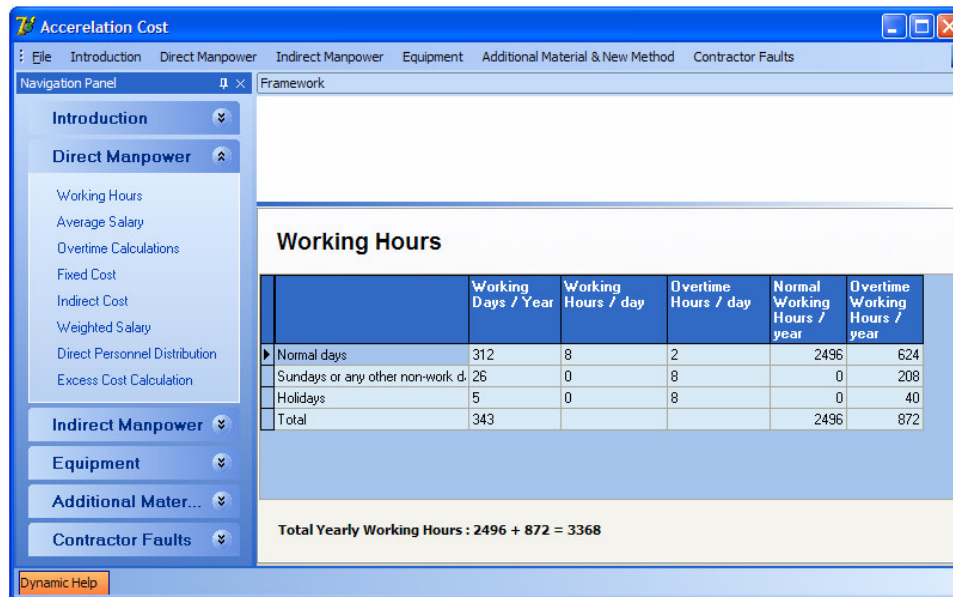 Accerelation Cost
File Introduction Direct Manpower Indirect Manpower Equipment Additional Material & New Method Contractor Faults
Navigation Panel
Framework
Introduction
Direct Manpower
Working Hours
Average Salary
Overtime Calculations
Fixed Cost
Indirect Cost
Weighted Salary
Direct Personnel Distribution
Excess Cost Calculation
Indirect Manpower
Equipment
Additional Mater...
Contractor Faults
Working Hours
Working Days / Year Working Hours / day Overtime Hours / day Normal Working Hours / year Overtime Working Hours / year
Normal days 312 8 2 2496 624
Sundays or any other non-work d 26 0 8 0 208
Holidays 5 0 8 0 40
Total 343 2496 872
Total Yearly Working Hours : 2496 + 872 = 3368
Dynamic Help